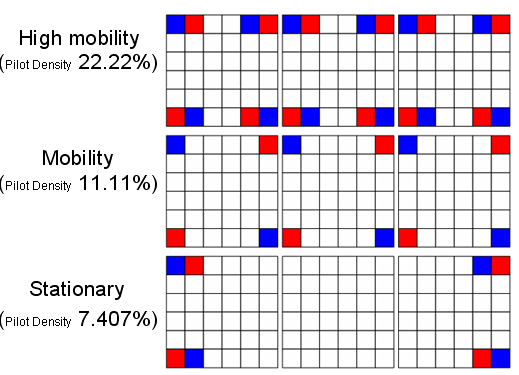 High mobility
(Pilot Density 22.22%)
Mobility
(Pilot Density 11.11%)
Stationary
(Pilot Density 7.407%)